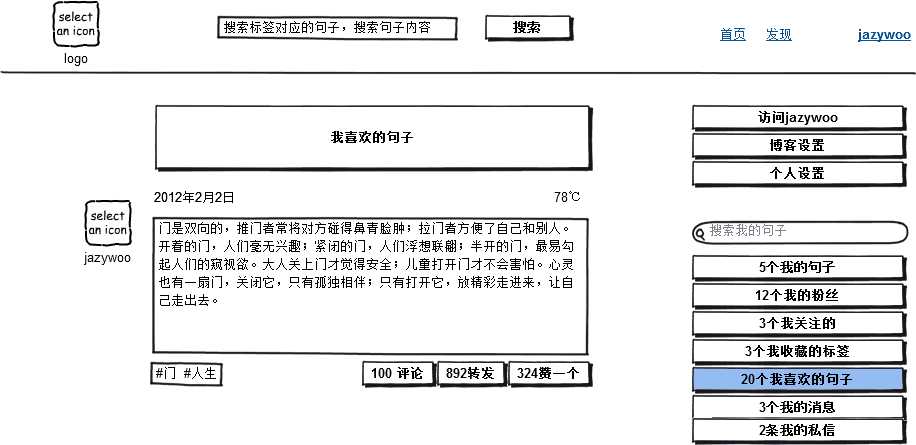 select
an icon
logo
搜索标签对应的句子，搜索句子内容
搜索
首页
发现
jazywoo
我喜欢的句子
2012年2月2日
78℃
select
an icon
jazywoo
门是双向的，推门者常将对方碰得鼻青脸肿；拉门者方便了自己和别人。
开着的门，人们毫无兴趣；紧闭的门，人们浮想联翩；半开的门，最易勾
起人们的窥视欲。大人关上门才觉得安全；儿童打开门才不会害怕。心灵
也有一扇门，关闭它，只有孤独相伴；只有打开它，放精彩走进来，让自
己走出去。
#门 #人生
100 评论
892转发
324赞一个
访问jazywoo
博客设置
个人设置
搜索我的句子
5个我的句子
12个我的粉丝
3个我关注的
3个我收藏的标签
20个我喜欢的句子
3个我的消息
2条我的私信